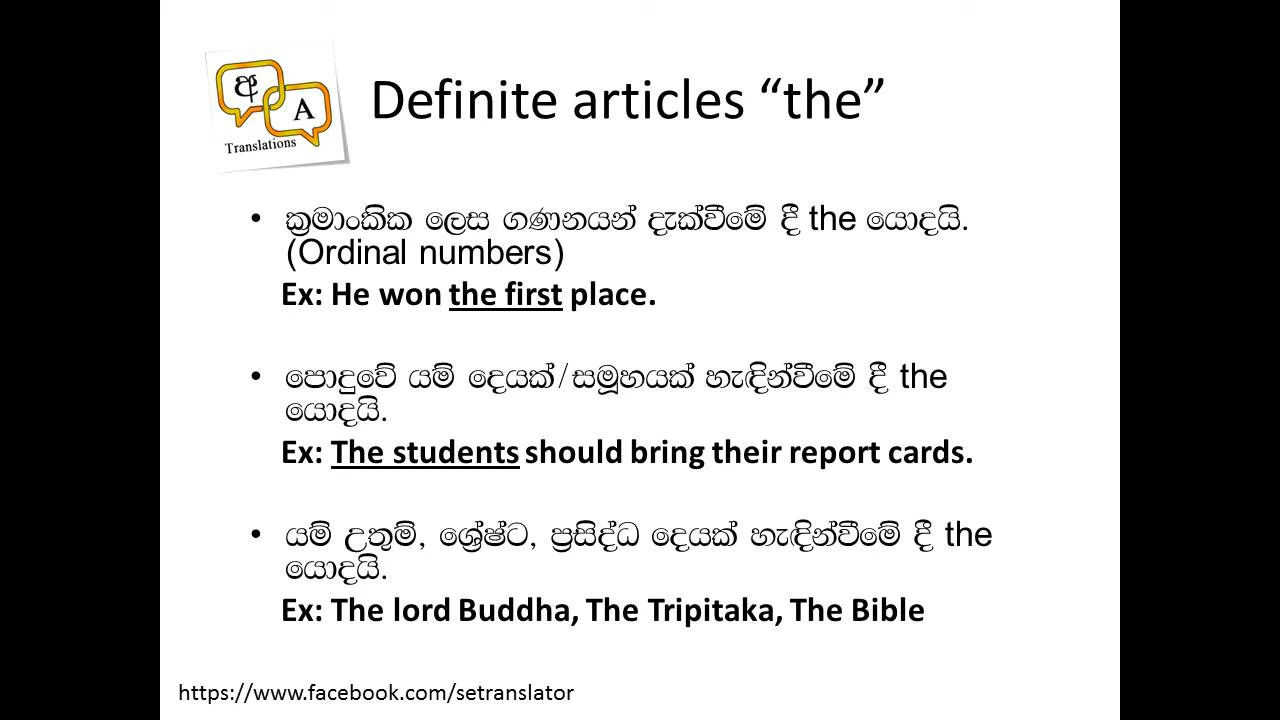 අ
A
Translations
Definite articles “the”
• ක්‍රමාංකික ලෙස ගණනයන් දැක්වීමේ දී the යොදයි.
(Ordinal numbers)
Ex: He won the first place.
• පොදුවේ යම් දෙයක්/සමූහයක් හැඳින්වීමේ දී the
යොදයි.
Ex: The students should bring their report cards.
• යම් උතුම්, ශ්‍රේෂ්ට, ප්‍රසිද්ධ දෙයක් හැඳින්වීමේ දී the
යොදයි.
Ex: The lord Buddha, The Tripitaka, The Bible
https://www.facebook.com/setranslator